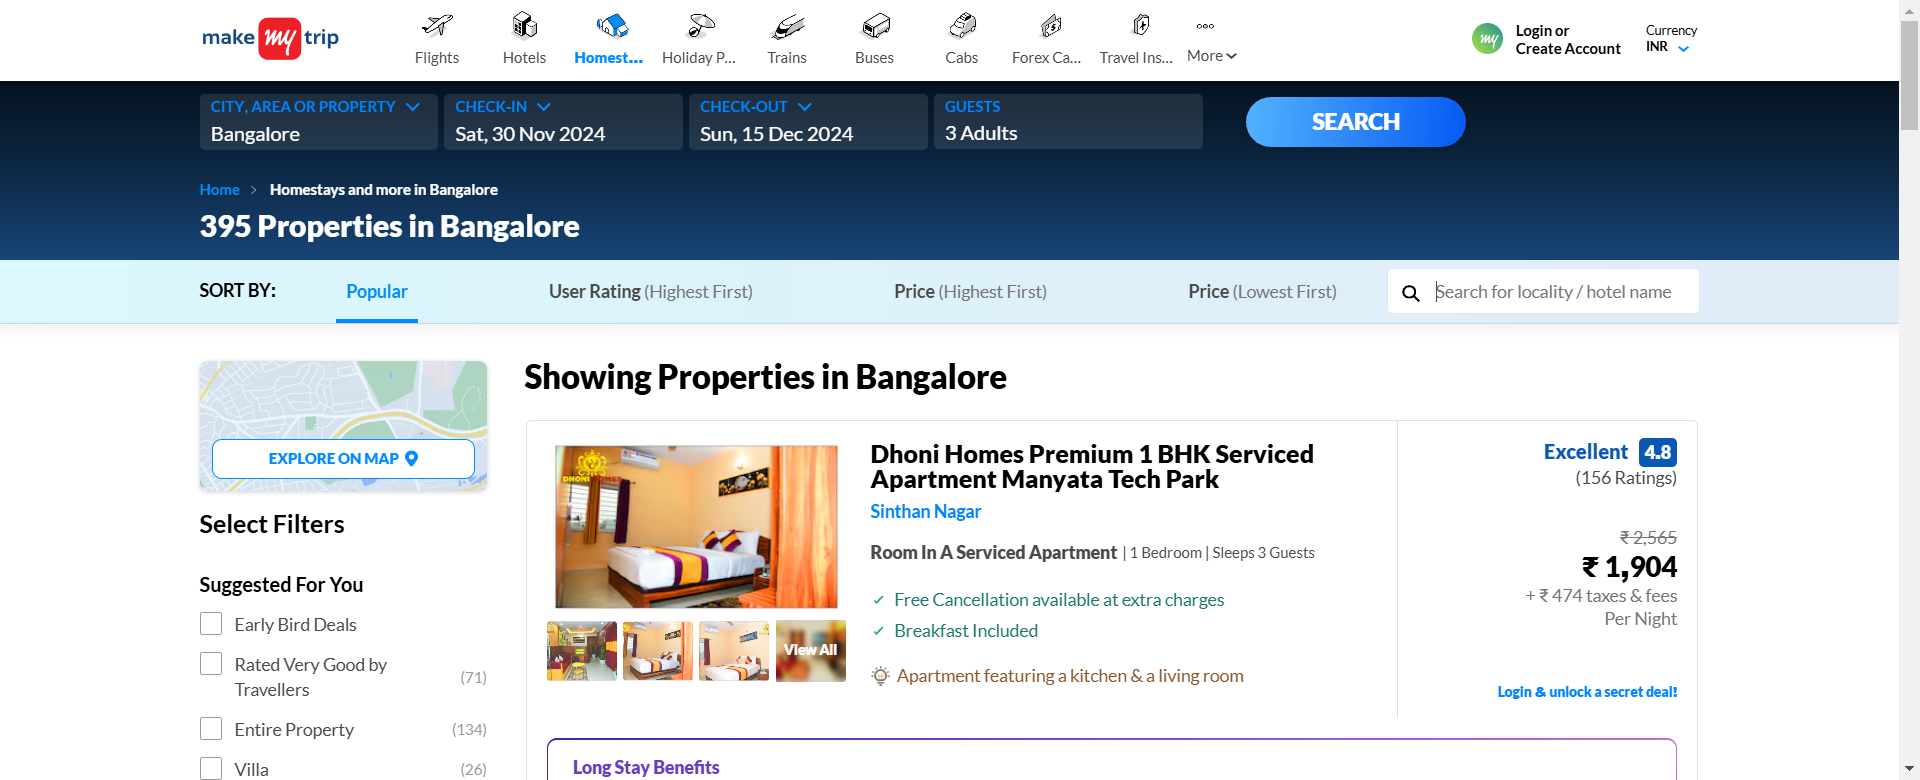 make my trip
Flights
Hotels
Homest...
Holiday P...
Trains
Buses
Cabs
Forex Ca...
Travel Ins...
More
my
Login or
Create Account
Currency
INR
CITY, AREA OR PROPERTY
Bangalore
CHECK-IN
Sat, 30 Nov 2024
CHECK-OUT
Sun, 15 Dec 2024
GUESTS
3 Adults
SEARCH
Home > Homestays and more in Bangalore
395 Properties in Bangalore
SORT BY:
Popular
User Rating (Highest First)
Price (Highest First)
Price (Lowest First)
Search for locality / hotel name
EXPLORE ON MAP
Select Filters
Suggested For You
Early Bird Deals
Rated Very Good by
Travellers
(71)
Entire Property
(134)
Villa
(26)
Showing Properties in Bangalore
DHONI HOMES
View All
Dhoni Homes Premium 1 BHK Serviced
Apartment Manyata Tech Park
Sinthan Nagar
Room In A Serviced Apartment | 1 Bedroom | Sleeps 3 Guests
Free Cancellation available at extra charges
Breakfast Included
Apartment featuring a kitchen & a living room
Excellent 4.8
(156 Ratings)
₹ 2,565
₹ 1,904
+ ₹ 474 taxes & fees
Per Night
Login & unlock a secret deal!
Long Stay Benefits